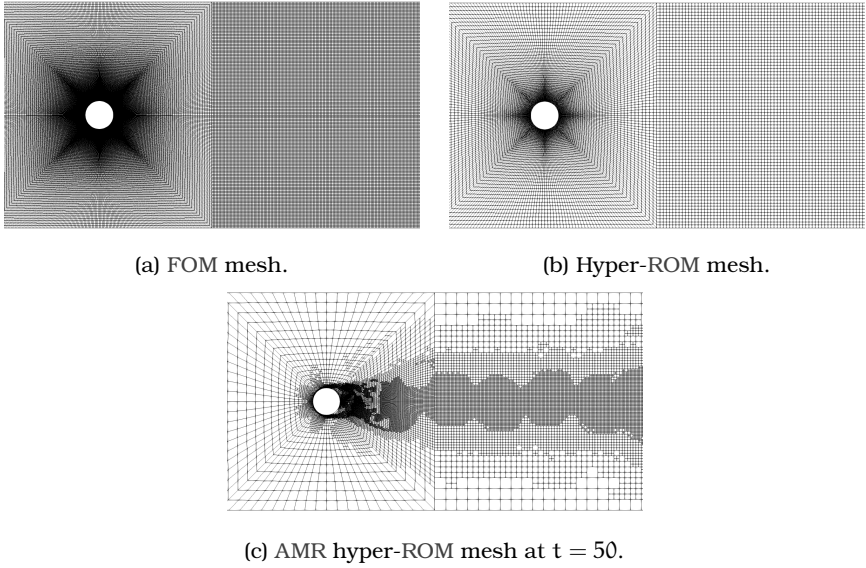 (a) FOM mesh.
(b) Hyper-ROM mesh.
(c) AMR hyper-ROM mesh at t = 50.